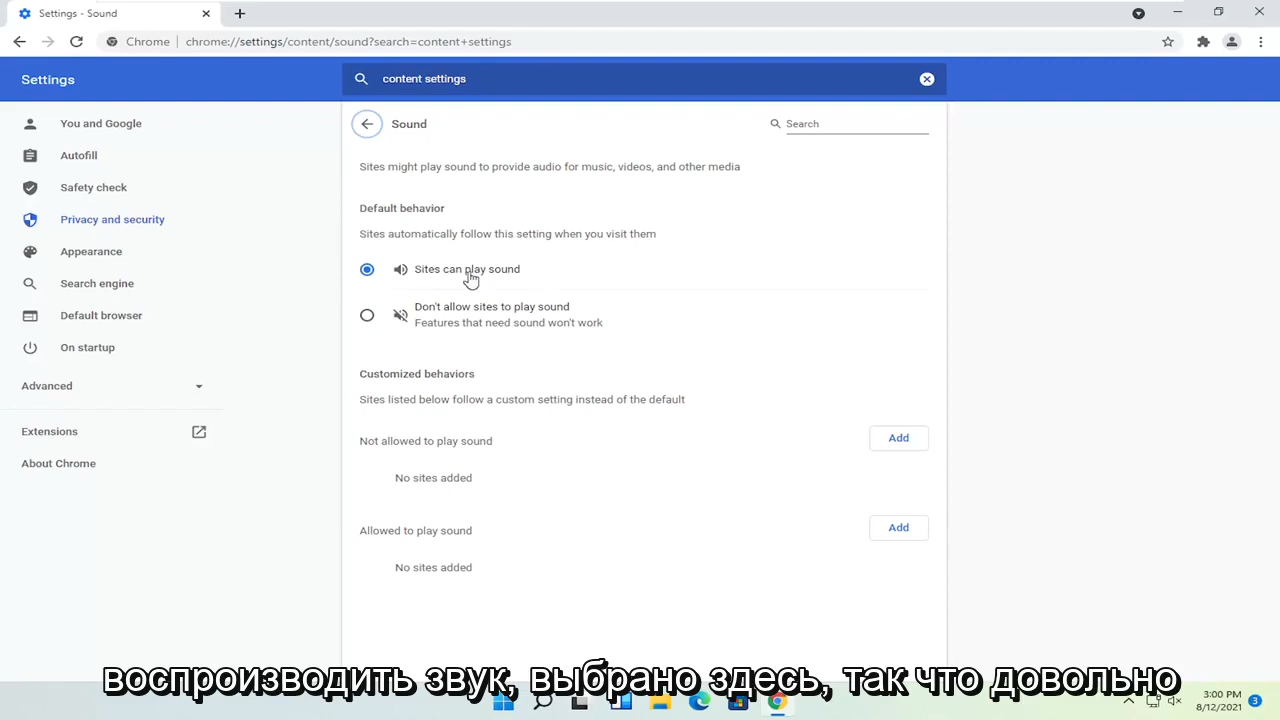 Settings - Sound
Chrome
chrome://settings/content/sound?search=content+settings
Settings
content settings
You and Google
Autofill
Safety check
Privacy and security
Appearance
Search engine
Default browser
On startup
Advanced
Extensions
About Chrome
Sound
Search
Sites might play sound to provide audio for music, videos, and other media
Default behavior
Sites automatically follow this setting when you visit them
Sites can play sound
Don't allow sites to play sound
Features that need sound won't work
Customized behaviors
Sites listed below follow a custom setting instead of the default
Not allowed to play sound
Add
No sites added
Allowed to play sound
Add
No sites added
воспроизводить звук, выбрано здесь, так что довольно
3:00 PM
8/12/2021
3